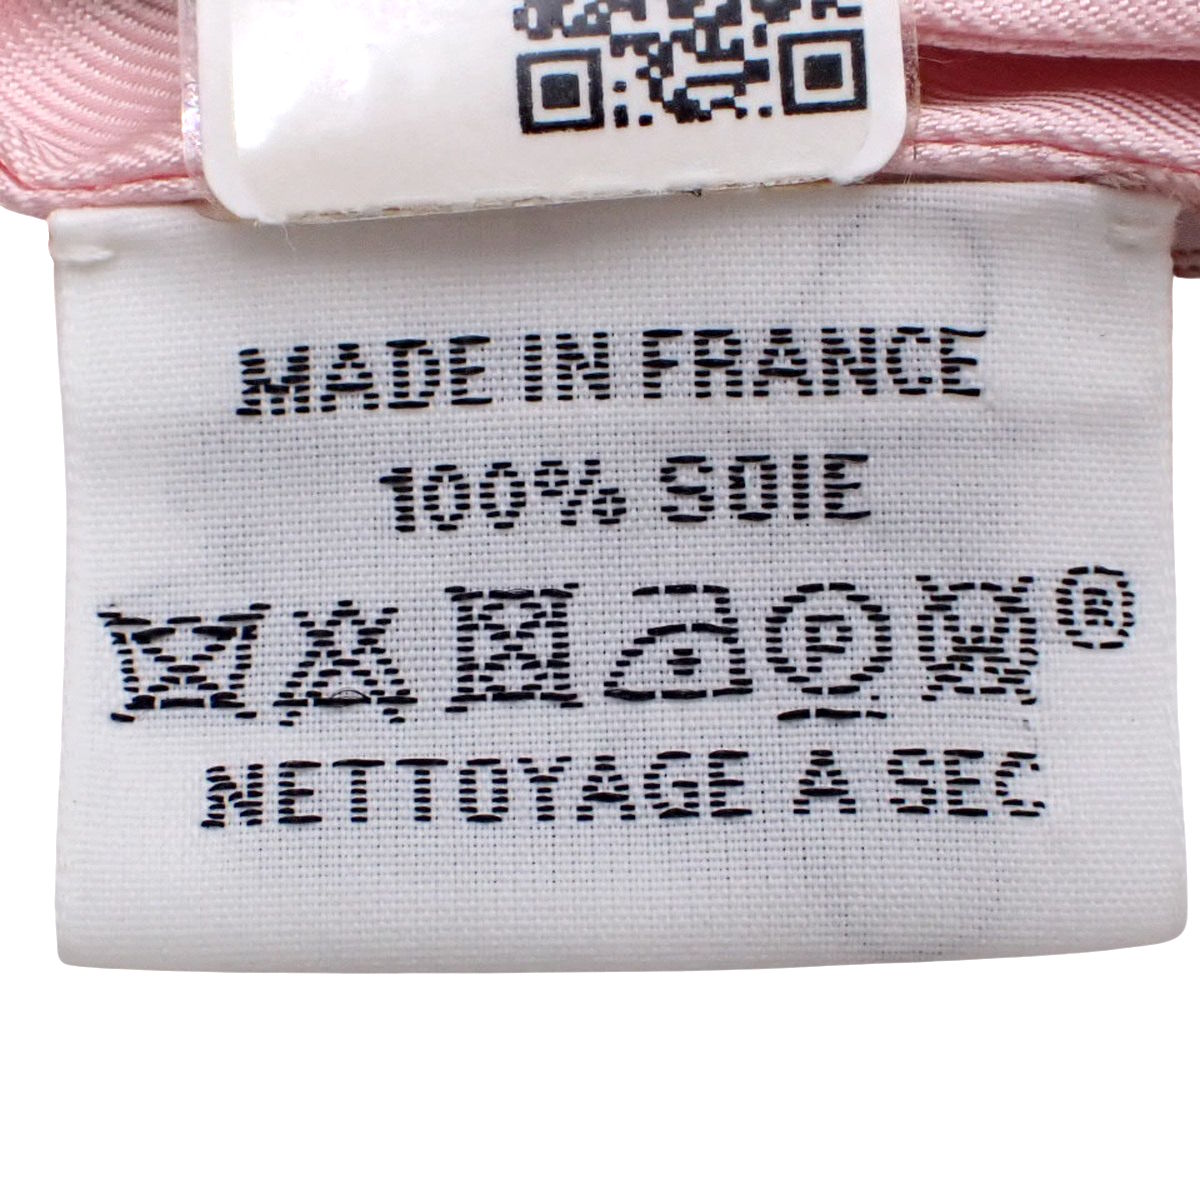 MADE IN FRANCE
100% SOIE
P ®
NETTOYAGE A SEC